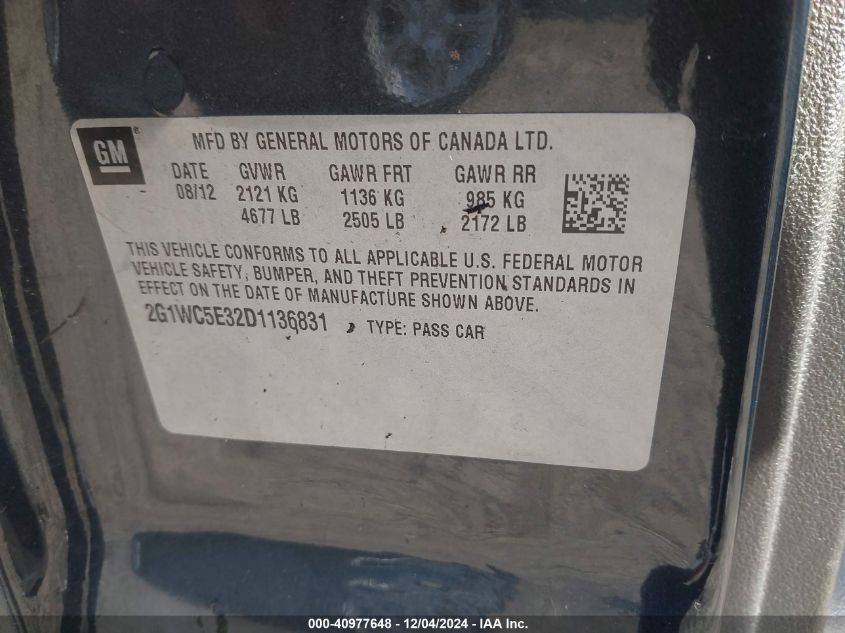 GM
MFD BY GENERAL MOTORS OF CANADA LTD.
DATE GVWR GAWR FRT GAWR RR
08/12 2121 KG 1136 KG 985 KG
4677 LB 2505 LB 2172 LB
THIS VEHICLE CONFORMS TO ALL APPLICABLE U.S. FEDERAL MOTOR
VEHICLE SAFETY, BUMPER, AND THEFT PREVENTION STANDARDS IN
EFFECT ON THE DATE OF MANUFACTURE SHOWN ABOVE.
2G1WC5E32D1136831 TYPE: PASS CAR
000-40977648 - 12/04/2024 - IAA Inc.